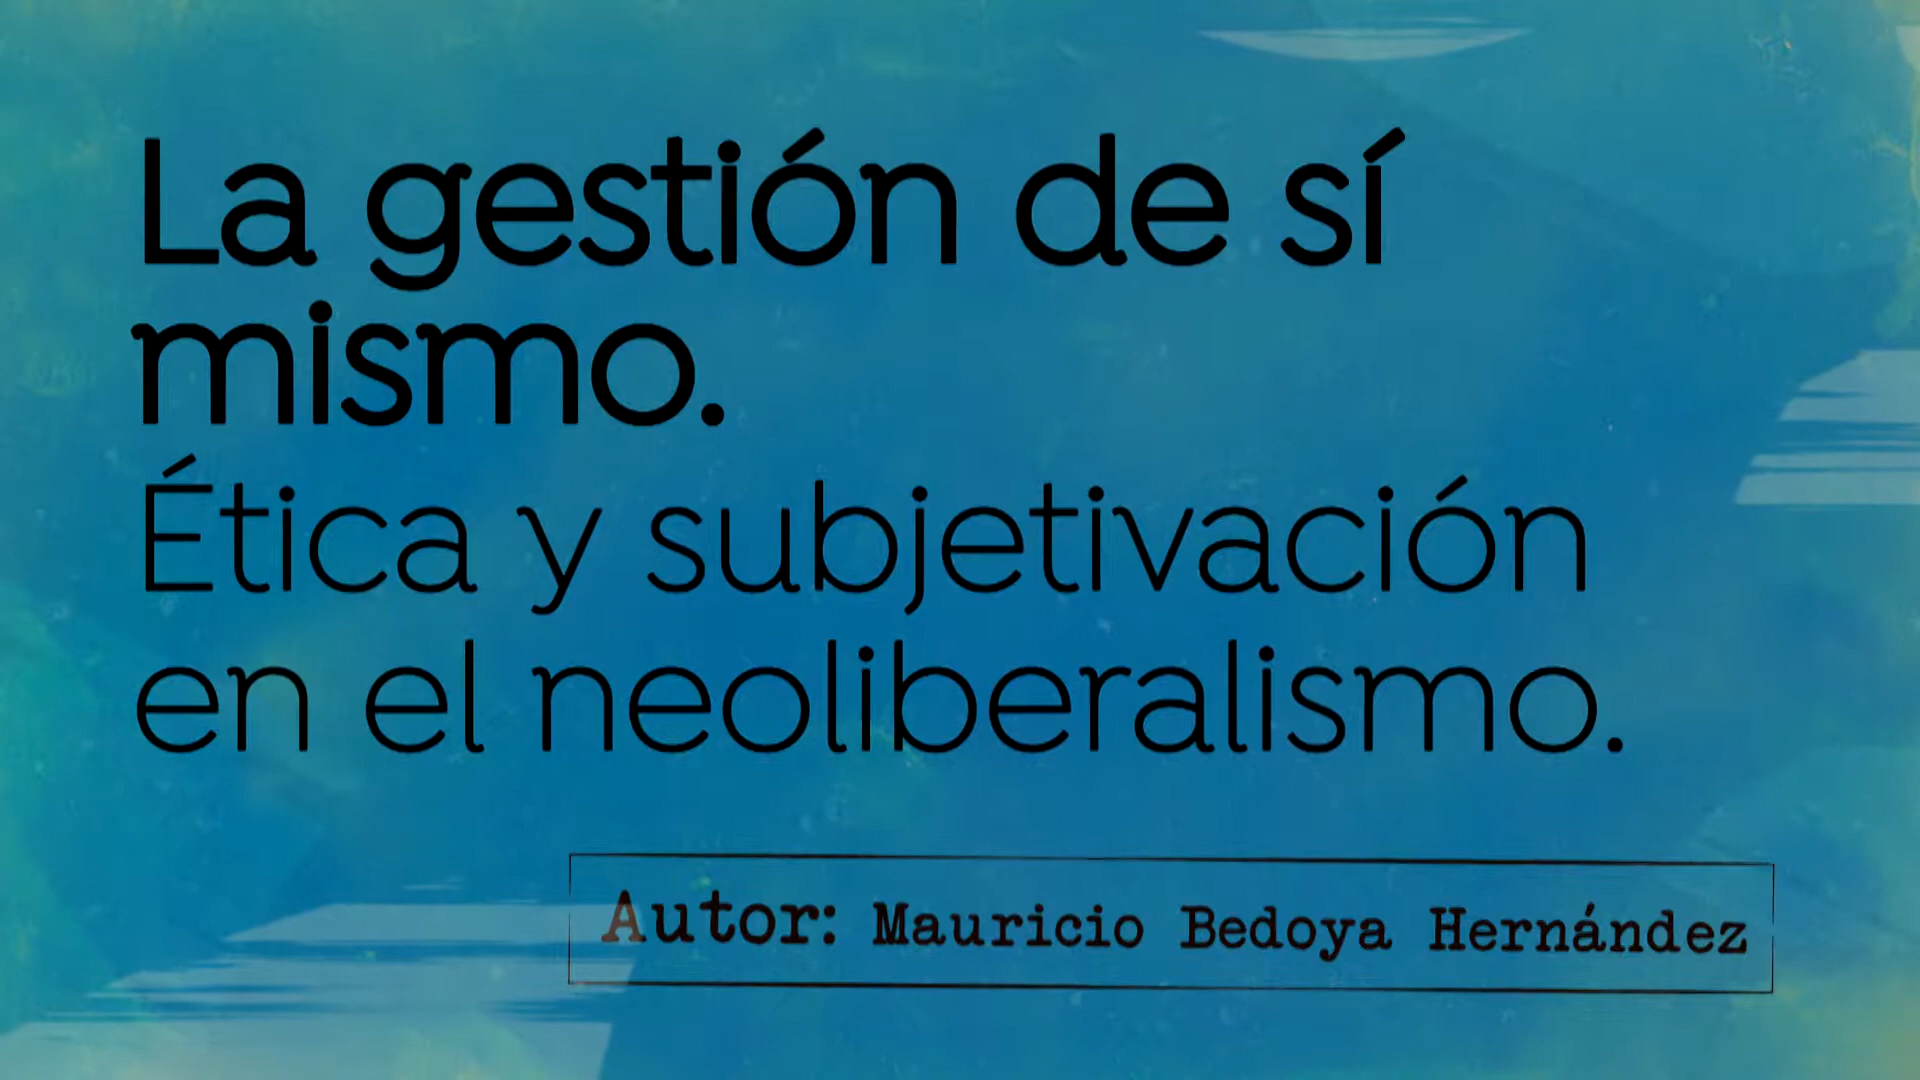 La gestión de sí
mismo.
Ética y subjetivación
en el neoliberalismo.
Autor: Mauricio Bedoya Hernández